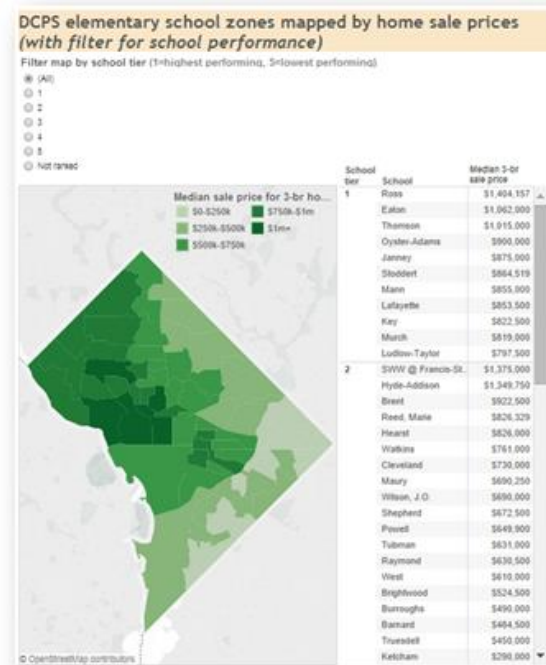 DCPS elementary school zones mapped by home sale prices
(with filter for school performance)
Filter map by school tier (1=highest performing, 5=lowest performing)
(All)
1
2
3
4
5
Not ranked
Median sale price for 3-br ho...
$0-$250k
$250k-$500k
$500k-$750k
$750k-$1m
$1m+
© OpenStreetMap contributors
School tier School Median 3-br sale price
1 Ross $1,404,157
Eaton $1,062,000
Thomson $1,015,000
Oyster-Adams $900,000
Janney $875,000
Stoddert $864,519
Mann $855,000
Lafayette $853,500
Key $822,500
Murch $819,000
Ludlow-Taylor $797,500
2 SWW @ Francis-St.. $1,375,000
Hyde-Addison $1,349,750
Brent $922,500
Reed, Marie $826,329
Hearst $826,000
Watkins $761,000
Cleveland $730,000
Maury $690,250
Wilson, J.O. $690,000
Shepherd $672,500
Powell $649,900
Tubman $631,000
Raymond $630,500
West $610,000
Brightwood $524,500
Burroughs $490,000
Barnard $484,500
Truesdell $450,000
Ketcham $290,000